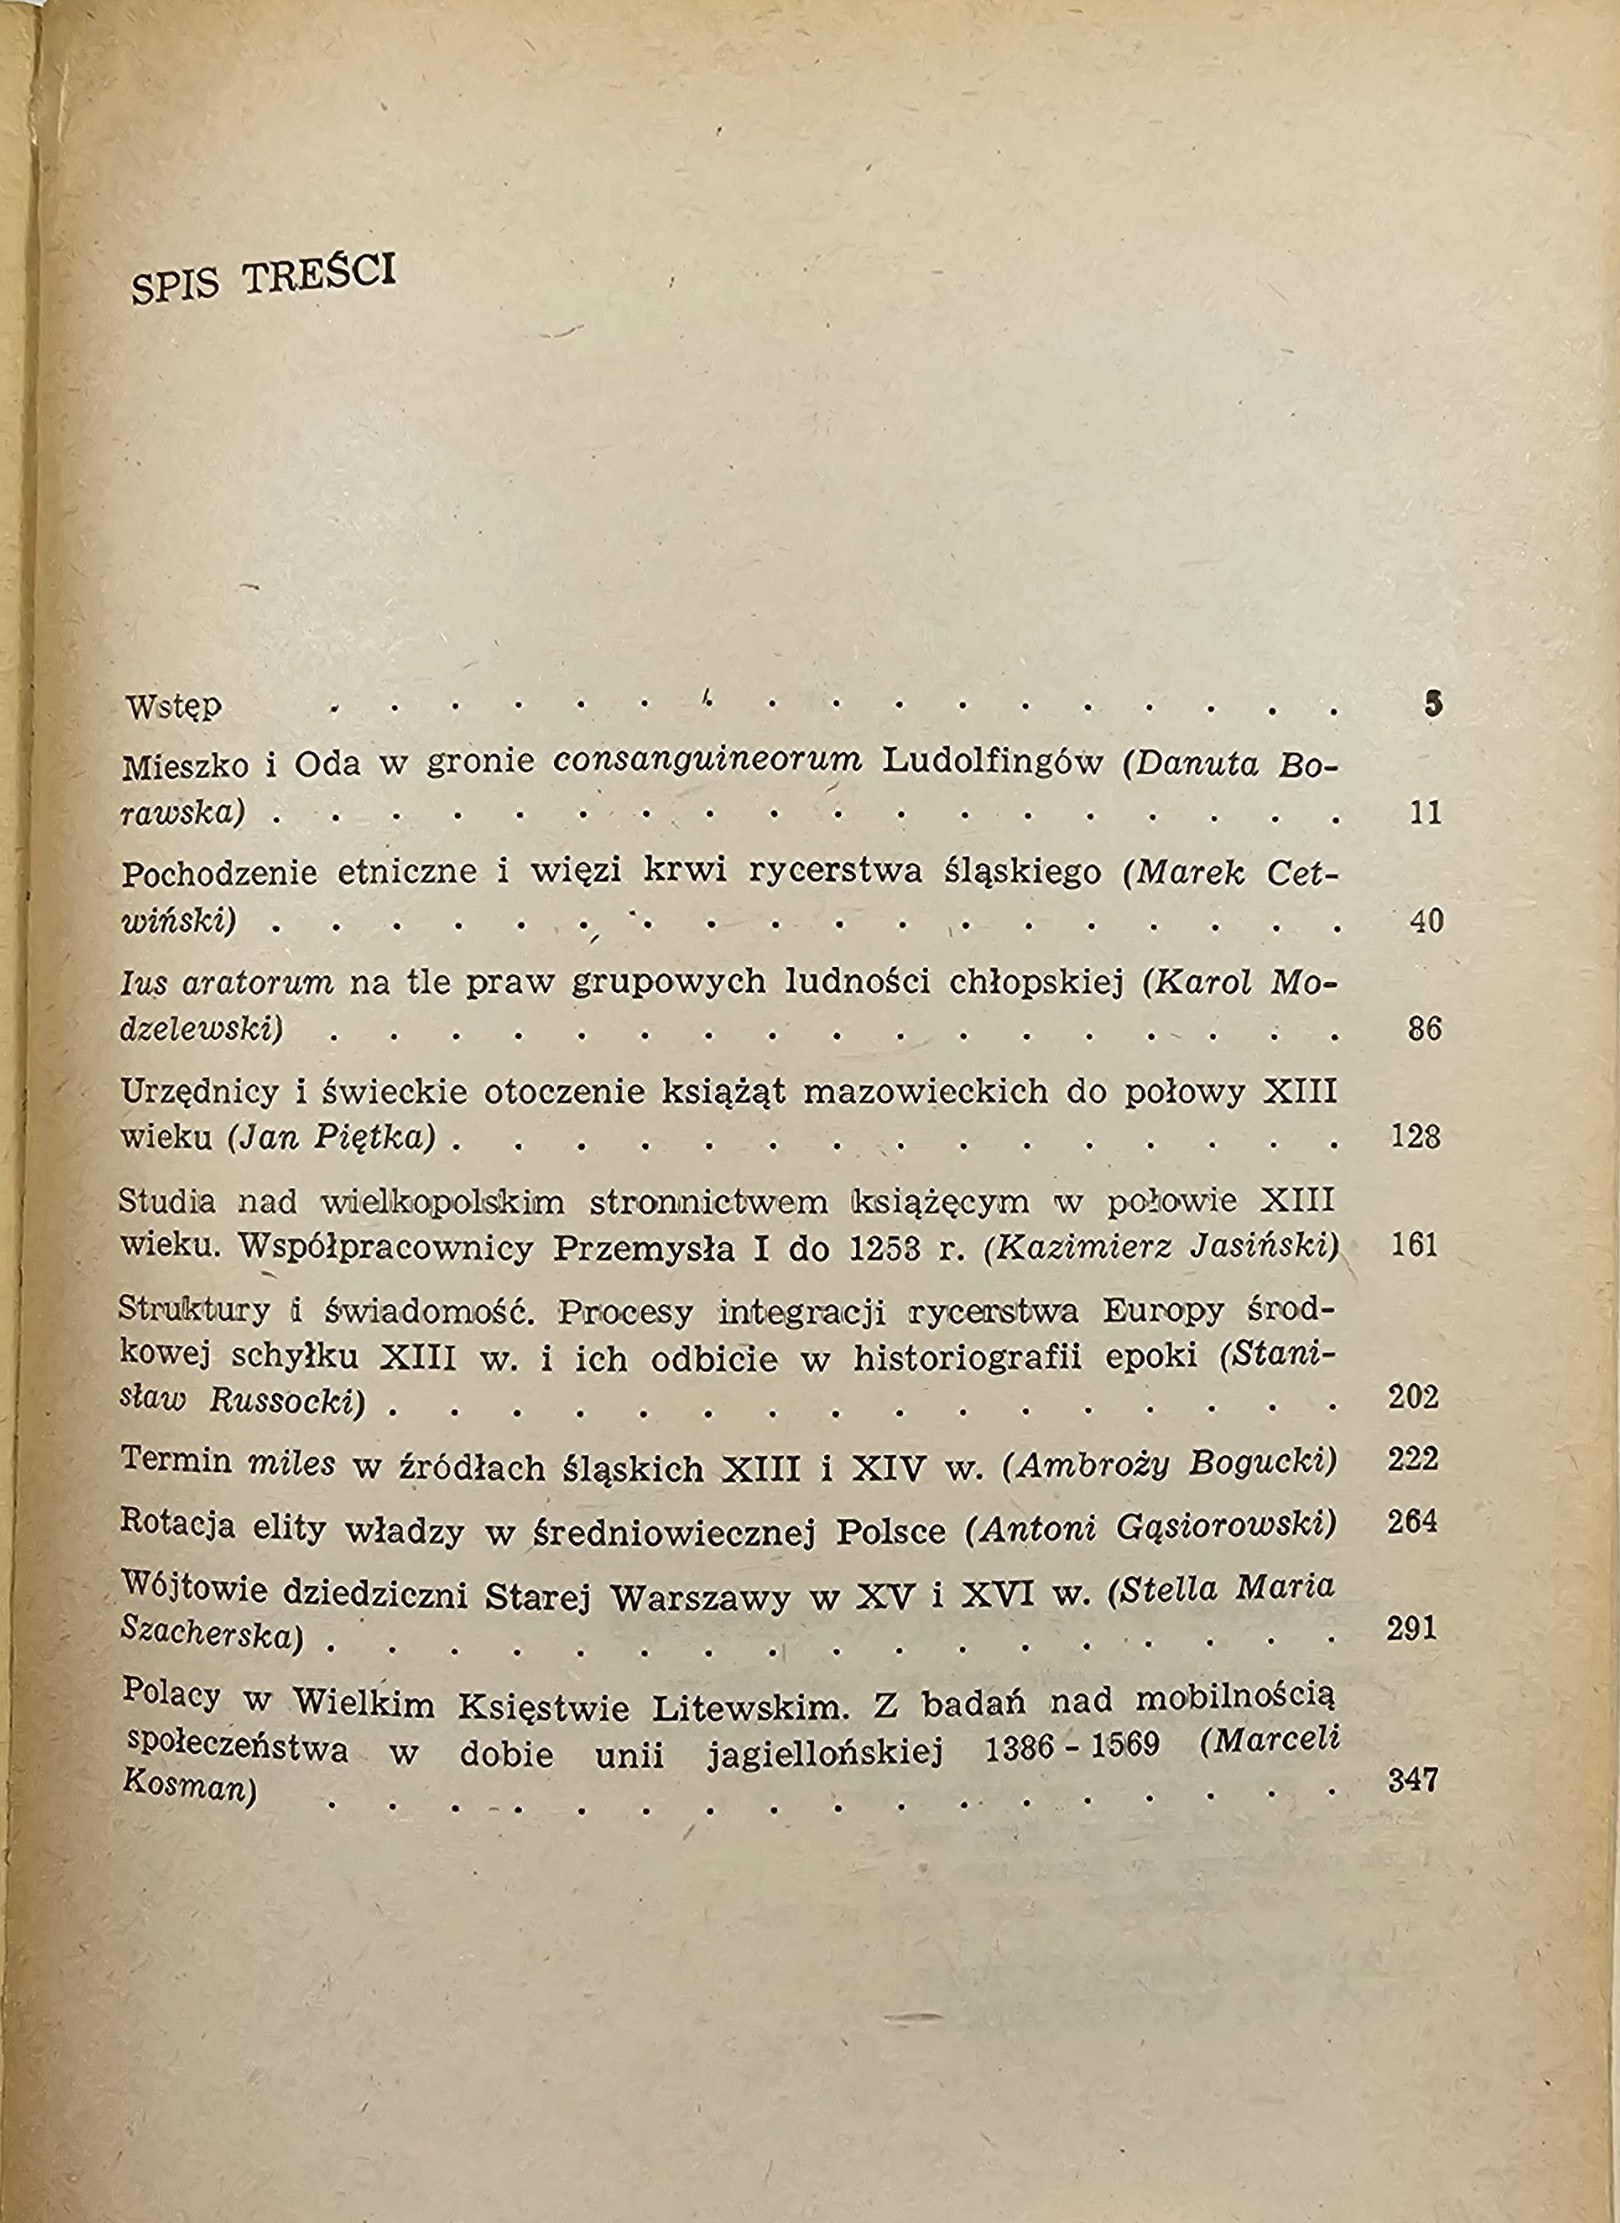 SPIS TREŚCI
Wstęp . . . . . . . . . . . . . . . . . 5
Mieszko i Oda w gronie consanguineorum Ludolfingów (Danuta Bo-
rawska) . . . . . . . . . . . . . . . . . . 11
Pochodzenie etniczne i więzi krwi rycerstwa śląskiego (Marek Cet-
wiński) . . . . . . . . . . . . . . . . . . 40
Ius aratorum na tle praw grupowych ludności chłopskiej (Karol Mo-
dzelewski) . . . . . . . . . . . . . . . . . 86
Urzędnicy i świeckie otoczenie książąt mazowieckich do połowy XIII
wieku (Jan Piętka) . . . . . . . . . . . . . . . 128
Studia nad wielkopolskim stronnictwem książęcym w połowie XIII
wieku. Współpracownicy Przemysła I do 1253 r. (Kazimierz Jasiński) 161
Struktury i świadomość. Procesy integracji rycerstwa Europy środ-
kowej schyłku XIII w. i ich odbicie w historiografii epoki (Stani-
sław Russocki) . . . . . . . . . . . . . . . . 202
Termin miles w źródłach śląskich XIII i XIV w. (Ambroży Bogucki) 222
Rotacja elity władzy w średniowiecznej Polsce (Antoni Gąsiorowski) 264
Wójtowie dziedziczni Starej Warszawy w XV i XVI w. (Stella Maria
Szacherska) . . . . . . . . . . . . . . . . . 291
Polacy w Wielkim Księstwie Litewskim. Z badań nad mobilnością
społeczeństwa w dobie unii jagiellońskiej 1386 - 1569 (Marceli
Kosman) . . . . . . . . . . . . . . . . . 347